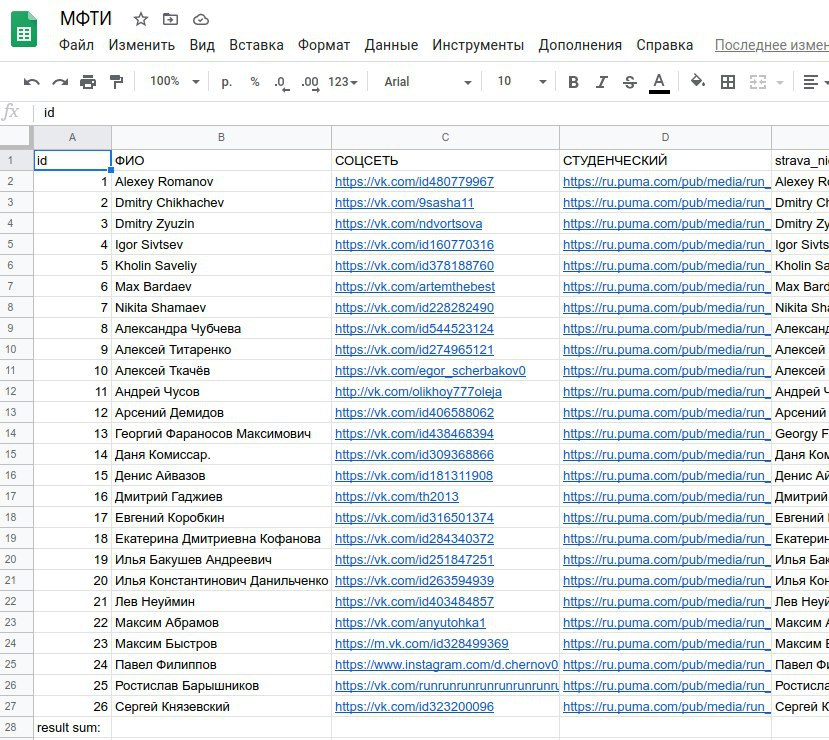 МФТИ
Файл Изменить Вид Вставка Формат Данные Инструменты Дополнения Справка Последнее измен
100% р. % .0 .00 123 Arial 10 B I S A
fx id
A B C D
1 id ФИО СОЦСЕТЬ СТУДЕНЧЕСКИЙ strava_ni
2 1 Alexey Romanov https://vk.com/id480779967 https://ru.puma.com/pub/media/run_ Alexey Ro
3 2 Dmitry Chikhachev https://vk.com/9sasha11 https://ru.puma.com/pub/media/run_ Dmitry Ch
4 3 Dmitry Zyuzin https://vk.com/ndvortsova https://ru.puma.com/pub/media/run_ Dmitry Zy
5 4 Igor Sivtsev https://vk.com/id160770316 https://ru.puma.com/pub/media/run_ Igor Sivts
6 5 Kholin Saveliy https://vk.com/id378188760 https://ru.puma.com/pub/media/run_ Kholin Sa
7 6 Max Bardaev https://vk.com/artemthebest https://ru.puma.com/pub/media/run_ Max Bard
8 7 Nikita Shamaev https://vk.com/id228282490 https://ru.puma.com/pub/media/run_ Nikita Sha
9 8 Александра Чубчева https://vk.com/id544523124 https://ru.puma.com/pub/media/run_ Александ
10 9 Алексей Титаренко https://vk.com/id274965121 https://ru.puma.com/pub/media/run_ Алексей
11 10 Алексей Ткачёв https://vk.com/egor_scherbakov0 https://ru.puma.com/pub/media/run_ Алексей
12 11 Андрей Чусов http://vk.com/olikhoy777oleja https://ru.puma.com/pub/media/run_ Андрей Ч
13 12 Арсений Демидов https://vk.com/id406588062 https://ru.puma.com/pub/media/run_ Арсений
14 13 Георгий Фараносов Максимович https://vk.com/id438468394 https://ru.puma.com/pub/media/run_ Georgy F
15 14 Даня Комиссар. https://vk.com/id309368866 https://ru.puma.com/pub/media/run_ Даня Ком
16 15 Денис Айвазов https://vk.com/id181311908 https://ru.puma.com/pub/media/run_ Денис Ай
17 16 Дмитрий Гаджиев https://vk.com/th2013 https://ru.puma.com/pub/media/run_ Дмитрий
18 17 Евгений Коробкин https://vk.com/id316501374 https://ru.puma.com/pub/media/run_ Евгений
19 18 Екатерина Дмитриевна Кофанова https://vk.com/id284340372 https://ru.puma.com/pub/media/run_ Екатерин
20 19 Илья Бакушев Андреевич https://vk.com/id251847251 https://ru.puma.com/pub/media/run_ Илья Бак
21 20 Илья Константинович Данильченко https://vk.com/id263594939 https://ru.puma.com/pub/media/run_ Илья Кон
22 21 Лев Неуймин https://vk.com/id403484857 https://ru.puma.com/pub/media/run_ Лев Неуй
23 22 Максим Абрамов https://vk.com/anyutohka1 https://ru.puma.com/pub/media/run_ Максим А
24 23 Максим Быстров https://m.vk.com/id328499369 https://ru.puma.com/pub/media/run_ Максим Б
25 24 Павел Филиппов https://www.instagram.com/d.chernov0 https://ru.puma.com/pub/media/run_ Павел Фи
26 25 Ростислав Барышников https://vk.com/runrunrunrunrunrunrunru https://ru.puma.com/pub/media/run_ Ростисла
27 26 Сергей Князевский https://vk.com/id323200096 https://ru.puma.com/pub/media/run_ Сергей К
28 result sum: